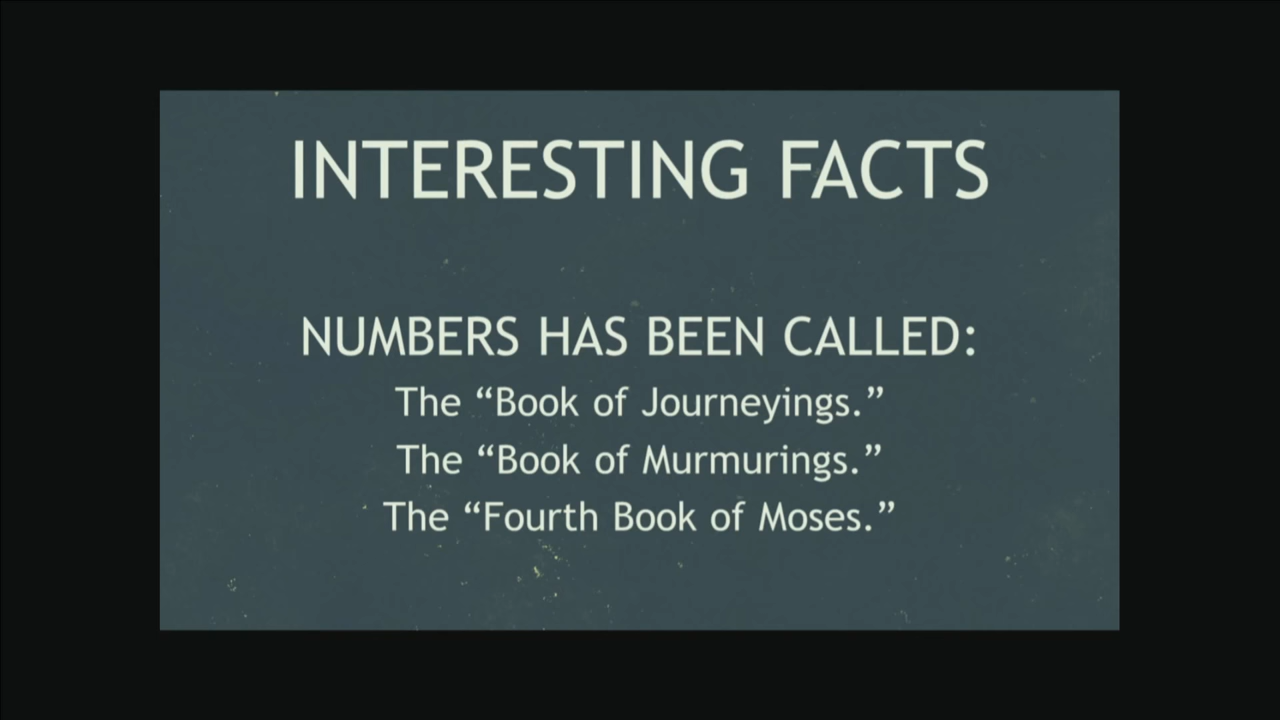 INTERESTING FACTS
NUMBERS HAS BEEN CALLED:
The “Book of Journeyings.”
The “Book of Murmurings.”
The “Fourth Book of Moses.”